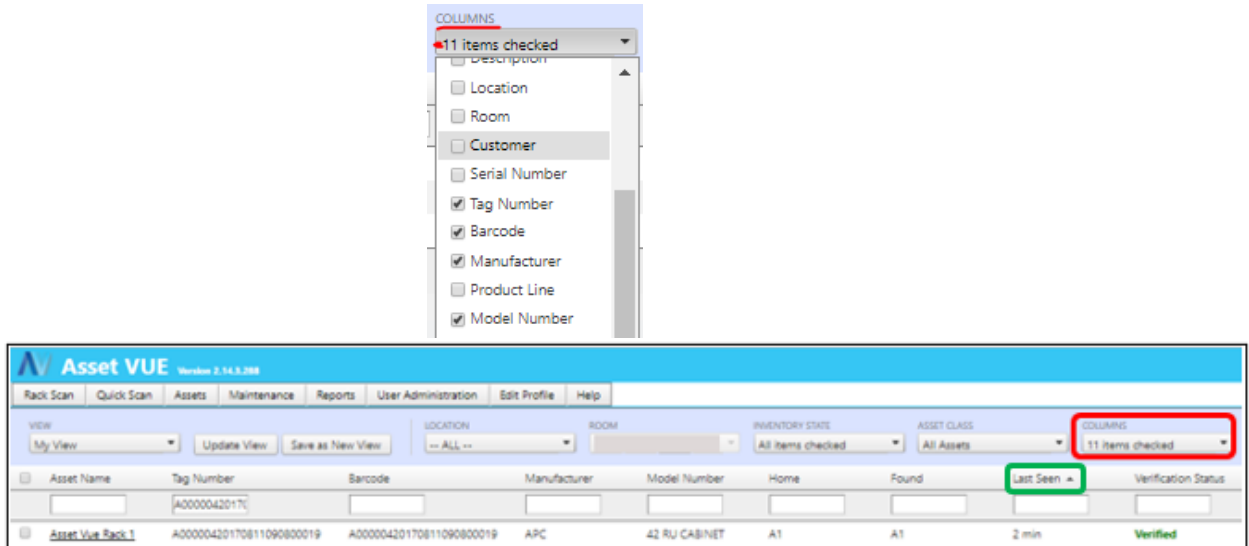 COLUMNS
11 items checked
Description
Location
Room
Customer
Serial Number
Tag Number
Barcode
Manufacturer
Product Line
Model Number
AV Asset VUE Version 2.14.3.288
Rack Scan Quick Scan Assets Maintenance Reports User Administration Edit Profile Help
VIEW LOCATION ROOM INVENTORY STATE ASSET CLASS COLUMNS
My View Update View Save as New View -- ALL -- All items checked All Assets 11 items checked
Asset Name Tag Number Barcode Manufacturer Model Number Home Found Last Seen Verification Status
A0000042017(
Asset Vue Rack 1 A00000420170811090800019 A00000420170811090800019 APC 42 RU CABINET A1 A1 2 min Verified